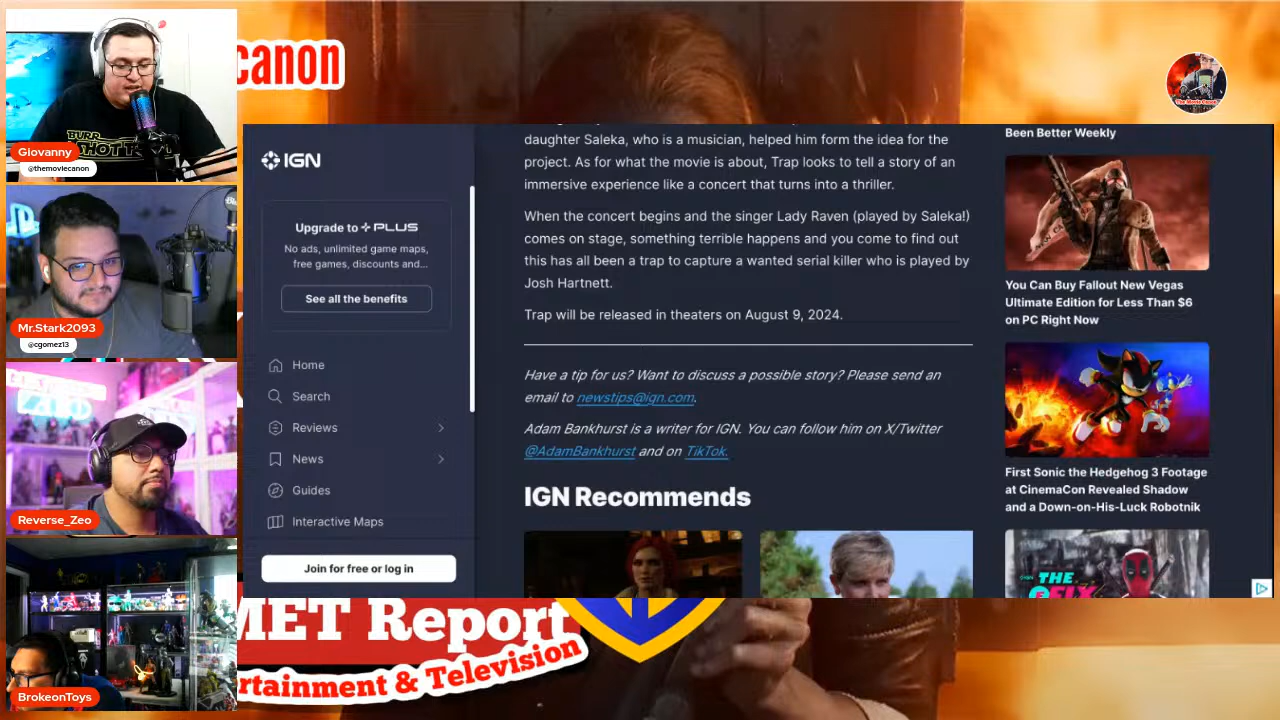 canon
The Movie Canon
BURR
SHOT
Giovanny
@themoviecanon
Mr.Stark2093
@cgomez13
Reverse_Zeo
BrokeonToys
IGN
Upgrade to PLUS
No ads, unlimited game maps,
free games, discounts and...
See all the benefits
Home
Search
Reviews
News
Guides
Interactive Maps
Join for free or log in
daughter Saleka, who is a musician, helped him form the idea for the
project. As for what the movie is about, Trap looks to tell a story of an
immersive experience like a concert that turns into a thriller.
When the concert begins and the singer Lady Raven (played by Saleka!)
comes on stage, something terrible happens and you come to find out
this has all been a trap to capture a wanted serial killer who is played by
Josh Hartnett.
Trap will be released in theaters on August 9, 2024.
Have a tip for us? Want to discuss a possible story? Please send an
email to newstips@ign.com.
Adam Bankhurst is a writer for IGN. You can follow him on X/Twitter
@AdamBankhurst and on TikTok.
IGN Recommends
Been Better Weekly
You Can Buy Fallout New Vegas
Ultimate Edition for Less Than $6
on PC Right Now
First Sonic the Hedgehog 3 Footage
at CinemaCon Revealed Shadow
and a Down-on-His-Luck Robotnik
THE
FIX
MET Report
rtainment & Television